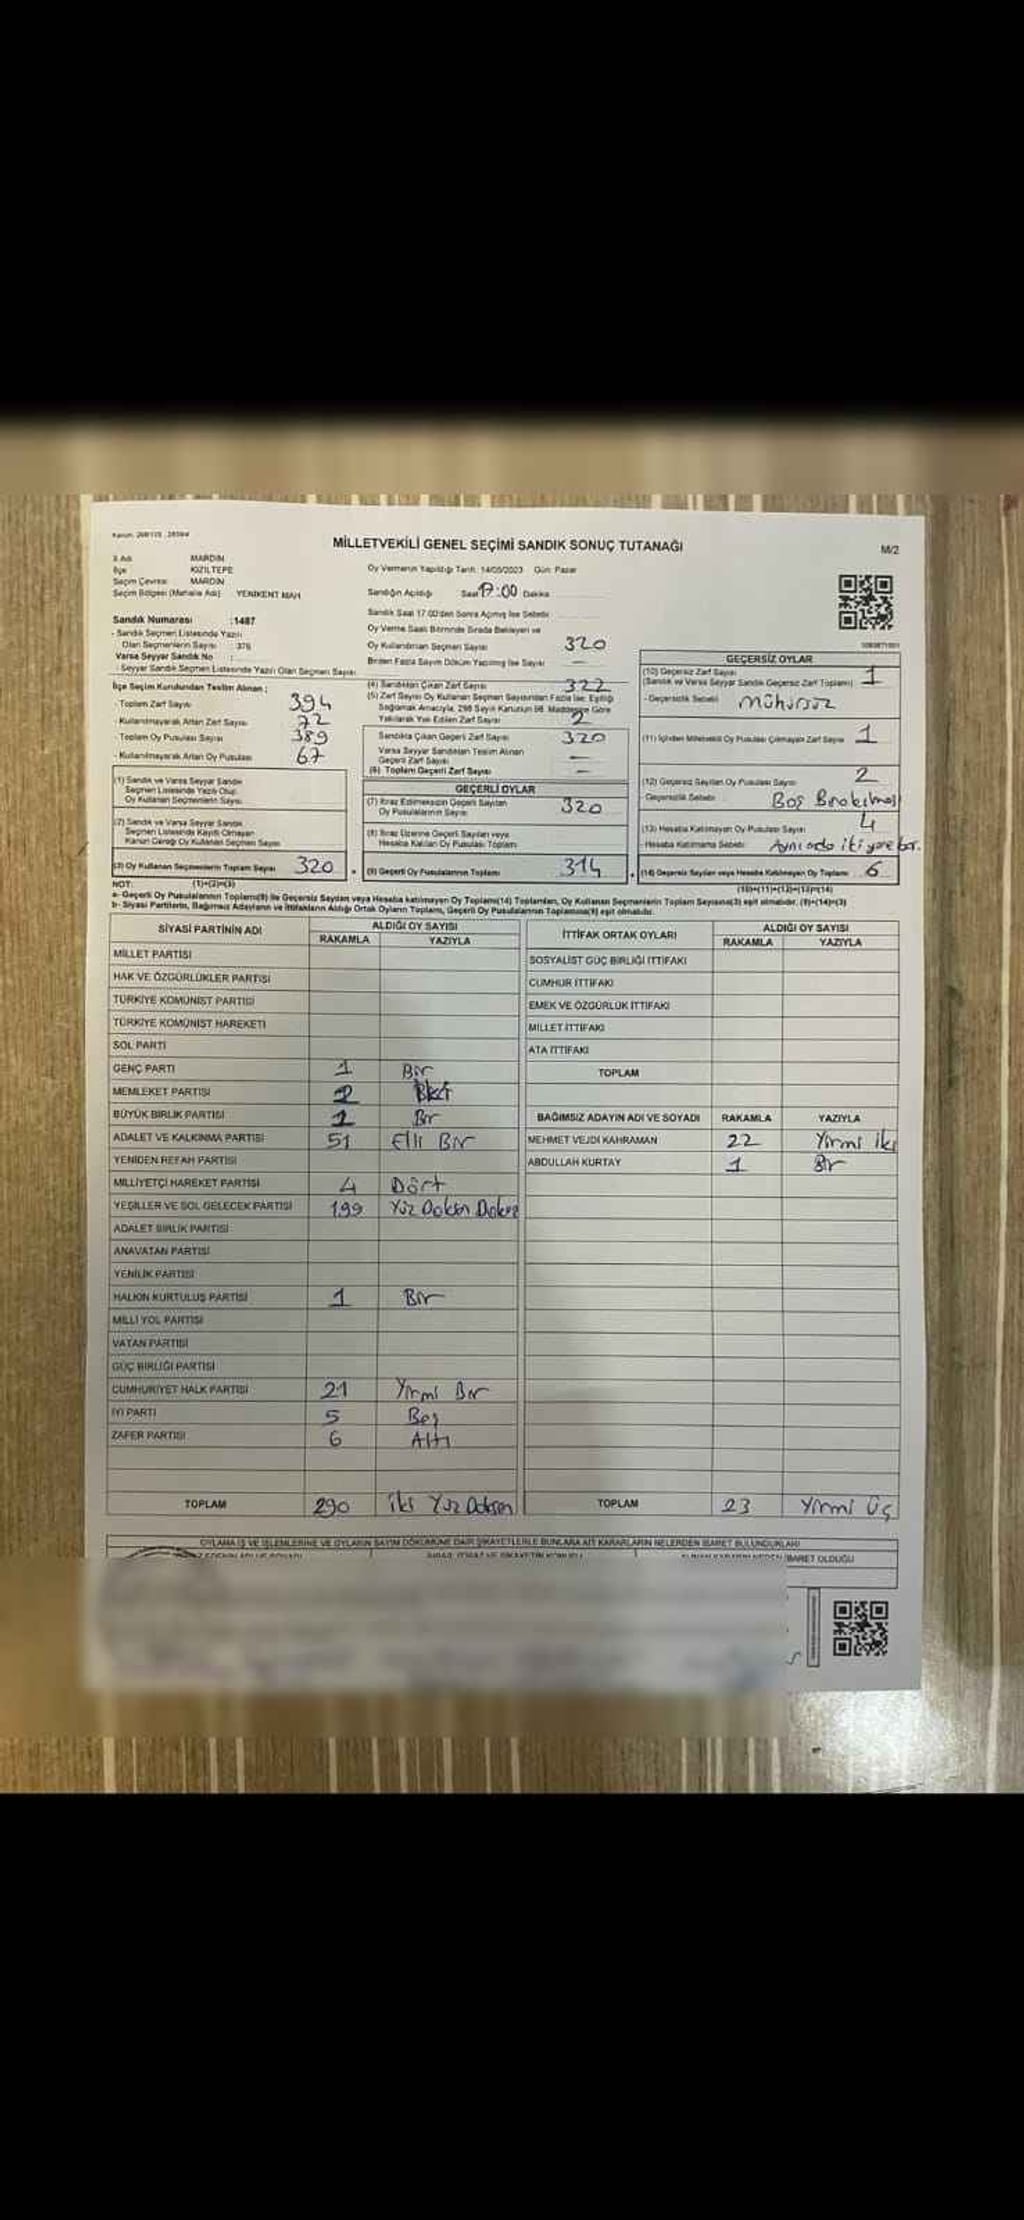 MİLLETVEKİLİ GENEL SEÇİMİ SANDIK SONUÇ TUTANAĞI
M/2
İl Adı MARDİN
İlçe KIZILTEPE
Seçim Çevresi MARDİN
Seçim Bölgesi (Mahalle Adı) YENİKENT MAH
Oy Vermenin Yapıldığı Tarih: 14/05/2023 Gün: Pazar
Sandığın Açıldığı Saat 17:00 Dakika
Sandık Saat 17.00'den Sonra Açılmış İse Sebebi
Oy Verme Saati Bitiminde Sırada Bekleyen ve
Oy Kullandırılan Seçmen Sayısı 320
Birden Fazla Sayım Döküm Yapılmış İse Sayısı —
Sandık Numarası :1487
- Sandık Seçmen Listesinde Yazılı
Olan Seçmenlerin Sayısı 376
Varsa Seyyar Sandık No :
- Seyyar Sandık Seçmen Listesinde Yazılı Olan Seçmen Sayısı
İlçe Seçim Kurulundan Teslim Alınan :
- Toplam Zarf Sayısı 394
- Kullanılmayarak Artan Zarf Sayısı 72
- Toplam Oy Pusulası Sayısı 389
- Kullanılmayarak Artan Oy Pusulası 67
(1) Sandık ve Varsa Seyyar Sandık
Seçmen Listesinde Yazılı Olup
Oy Kullanan Seçmenlerin Sayısı
(2) Sandık ve Varsa Seyyar Sandık
Seçmen Listesinde Kayıtlı Olmayan
Kanun Gereği Oy Kullanan Seçmen Sayısı
(3) Oy Kullanan Seçmenlerin Toplam Sayısı 320
(1)+(2)=(3)
(4) Sandıktan Çıkan Zarf Sayısı 322
(5) Zarf Sayısı Oy Kullanan Seçmen Sayısından Fazla İse, Eşitliği
Sağlamak Amacıyla, 298 Sayılı Kanunun 98. Maddesine Göre
Yakılarak Yok Edilen Zarf Sayısı 2
Sandıkta Çıkan Geçerli Zarf Sayısı 320
Varsa Seyyar Sandıktan Teslim Alınan
Geçerli Zarf Sayısı —
(6) Toplam Geçerli Zarf Sayısı —
GEÇERLİ OYLAR
(7) İtiraz Edilmeksizin Geçerli Sayılan
Oy Pusulalarının Sayısı 320
(8) İtiraz Üzerine Geçerli Sayılan veya
Hesaba Katılan Oy Pusulası Toplamı
(9) Geçerli Oy Pusulalarının Toplamı 314
GEÇERSİZ OYLAR
(10) Geçersiz Zarf Sayısı
(Sandık ve Varsa Seyyar Sandık Geçersiz Zarf Toplamı) 1
- Geçersizlik Sebebi mühürsüz
(11) İçinden Milletvekili Oy Pusulası Çıkmayan Zarf Sayısı 1
(12) Geçersiz Sayılan Oy Pusulası Sayısı 2
Geçersizlik Sebebi: Boş Bırakılmış
(13) Hesaba Katılmayan Oy Pusulası Sayısı 4
Hesaba Katılmama Sebebi: Aynı anda iki yere bas.
(14) Geçersiz Sayılan veya Hesaba Katılmayan Oy Toplamı 6
(10)+(11)+(12)+(13)=(14)
NOT:
a- Geçerli Oy Pusulalarının Toplamı(9) ile Geçersiz Sayılan veya Hesaba katılmayan Oy Toplamı(14) Toplamları, Oy Kullanan Seçmenlerin Toplam Sayısına(3) eşit olmalıdır. (9)+(14)=(3)
b- Siyasi Partilerin, Bağımsız Adayların ve İttifakların Aldığı Ortak Oyların Toplamı, Geçerli Oy Pusulalarının Toplamına(9) eşit olmalıdır.
SİYASİ PARTİNİN ADI ALDIĞI OY SAYISI
RAKAMLA YAZIYLA
MİLLET PARTİSİ
HAK VE ÖZGÜRLÜKLER PARTİSİ
TÜRKİYE KOMÜNİST PARTİSİ
TÜRKİYE KOMÜNİST HAREKETİ
SOL PARTİ
GENÇ PARTİ 1 Bir
MEMLEKET PARTİSİ
BÜYÜK BİRLİK PARTİSİ 1 Bir
ADALET VE KALKINMA PARTİSİ 51 Elli Bir
YENİDEN REFAH PARTİSİ
MİLLİYETÇİ HAREKET PARTİSİ 4 Dört
YEŞİLLER VE SOL GELECEK PARTİSİ 199 Yüz Doksan Dokuz
ADALET BİRLİK PARTİSİ
ANAVATAN PARTİSİ
YENİLİK PARTİSİ
HALKIN KURTULUŞ PARTİSİ 1 Bir
MİLLİ YOL PARTİSİ
VATAN PARTİSİ
GÜÇ BİRLİĞİ PARTİSİ
CUMHURİYET HALK PARTİSİ 21 Yirmi Bir
İYİ PARTİ 5 Beş
ZAFER PARTİSİ 6 Altı
TOPLAM 290 İki Yüz Doksan
İTTİFAK ORTAK OYLARI ALDIĞI OY SAYISI
RAKAMLA YAZIYLA
SOSYALİST GÜÇ BİRLİĞİ İTTİFAKI
CUMHUR İTTİFAKI
EMEK VE ÖZGÜRLÜK İTTİFAKI
MİLLET İTTİFAKI
ATA İTTİFAKI
TOPLAM
BAĞIMSIZ ADAYIN ADI VE SOYADI RAKAMLA YAZIYLA
MEHMET VEJDİ KAHRAMAN 22 Yirmi iki
ABDULLAH KURTAY 1 Bir
TOPLAM 23 Yirmi Üç
OYLAMA İŞ VE İŞLEMLERİNE VE OYLARIN SAYIM DÖKÜMÜNE DAİR ŞİKAYETLERLE BUNLARA AİT KARARLARIN NELERDEN İBARET BULUNDUKLARI
İBARET OLDUĞU